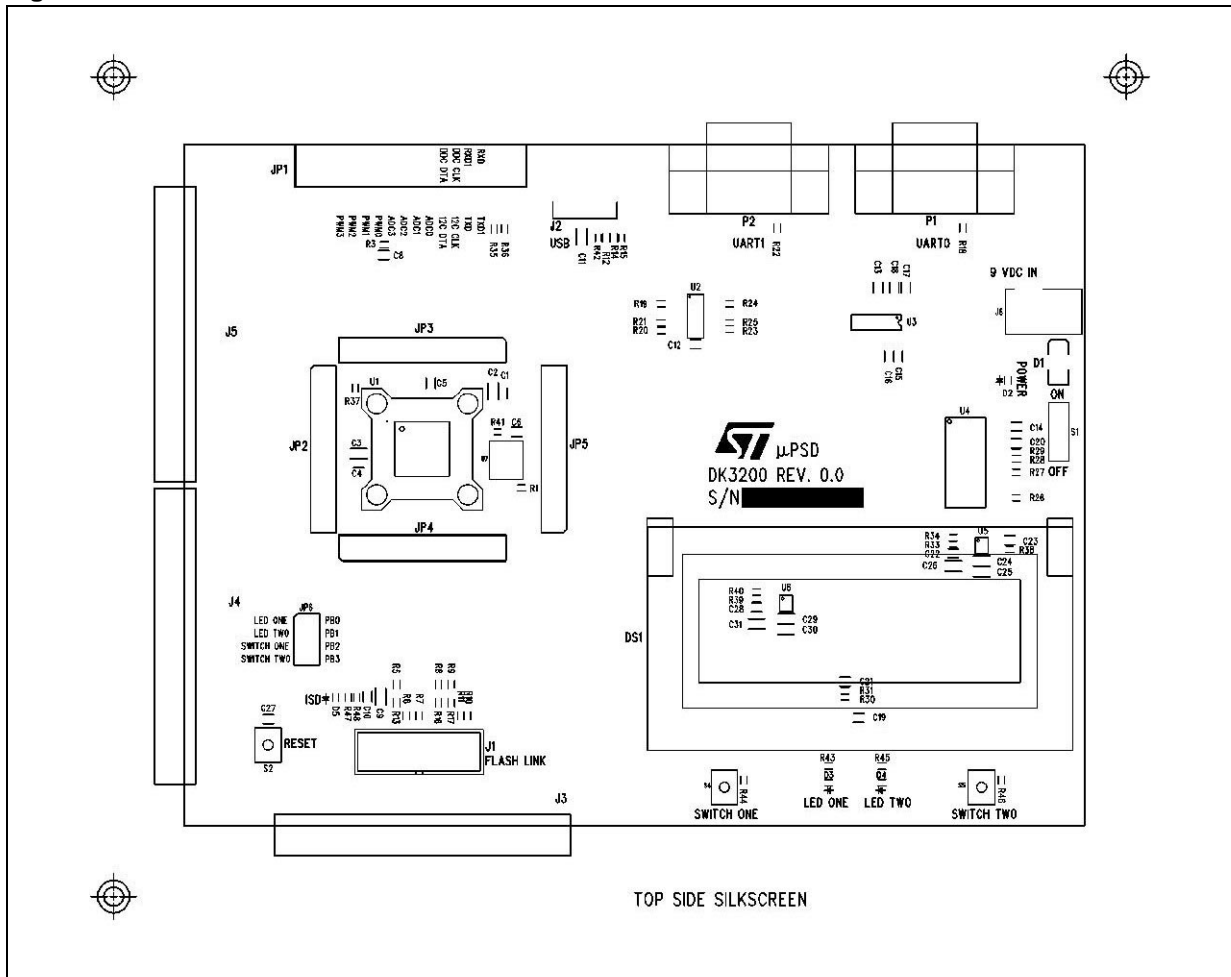 JP1
DDC DTA
DDC CLK
RXD1
RXD
PWM3
PWM2
PWM1
PWM0
ADC3
ADC2
ADC1
ADC0
I2C DTA
I2C CLK
TXD
TXD1
R3
C8
R35
R36
J2
USB
C11
R42
R12
R14
R15
P2
UART1
R22
P1
UART0
R18
C13
C18
C17
9 VDC IN
J6
U2
R19
R24
R21
R25
R20
R23
C12
U3
C16
C15
D1
POWER
D2
ON
S1
OFF
J5
JP3
U1
C5
C2
C1
R37
JP2
C3
C4
R41
C6
U7
R1
JP5
JP4
ST µPSD
DK3200 REV. 0.0
S/N
U4
C14
C20
R29
R28
R27
R26
R34
R33
C22
C26
U5
C23
R38
C24
C25
R40
R39
C28
C31
U6
C29
C30
DS1
C21
R31
R30
C19
J4
JP6
LED ONE PB0
LED TWO PB1
SWITCH ONE PB2
SWITCH TWO PB3
ISD
D5
R47
R48
C10
C9
R5
R13
R6
R7
R8
R9
R16
R17
R11
R10
C27
RESET
S2
J1
FLASH LINK
J3
S4
R44
SWITCH ONE
R43
D3
LED ONE
R45
D4
LED TWO
S5
R46
SWITCH TWO
TOP SIDE SILKSCREEN